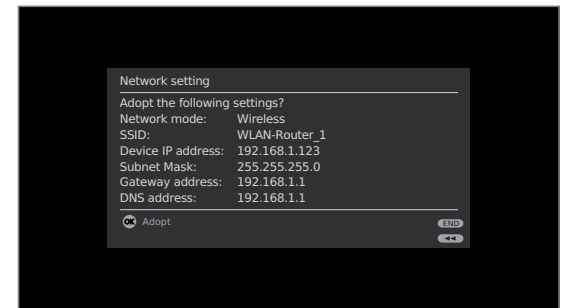 Network setting
Adopt the following settings?
Network mode: Wireless
SSID: WLAN-Router_1
Device IP address: 192.168.1.123
Subnet Mask: 255.255.255.0
Gateway address: 192.168.1.1
DNS address: 192.168.1.1
OK Adopt
END